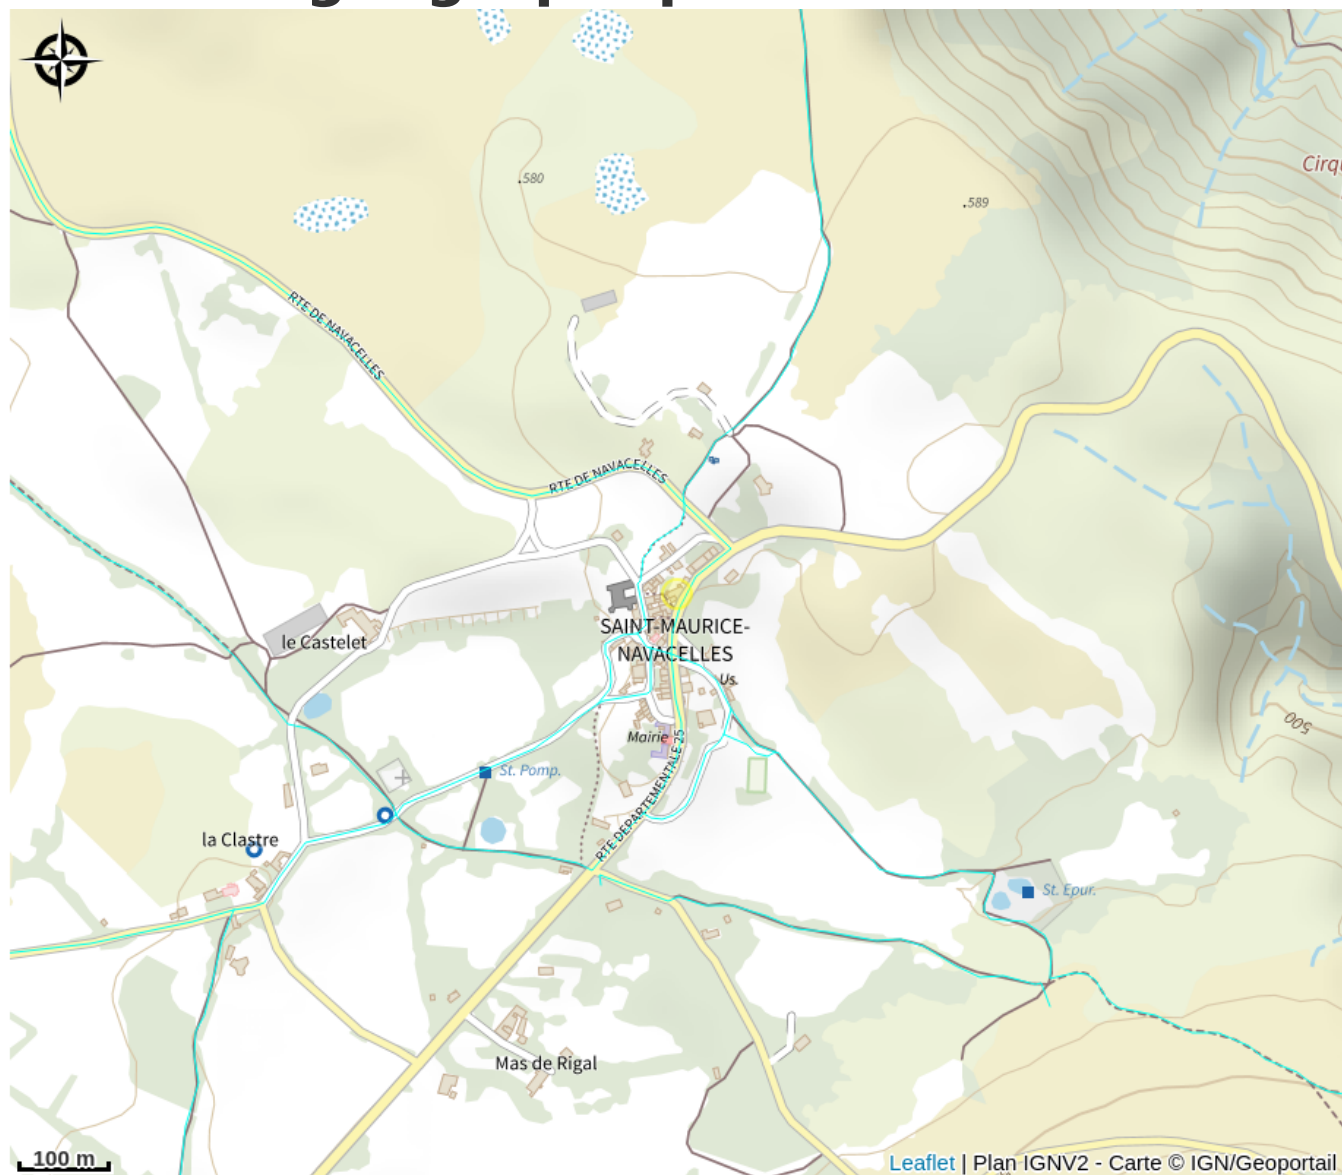 Cirq
.580
.589
RTE DE NAVACELLES
RTE DE NAVACELLES
SAINT-MAURICE-
NAVACELLES
le Castelet
Us.
500
Mairie
RTE DEPARTEMENTALE 25
St. Pomp.
la Clastre
St. Epur.
Mas de Rigal
100 m
Leaflet | Plan IGNV2 - Carte © IGN/Geoportail